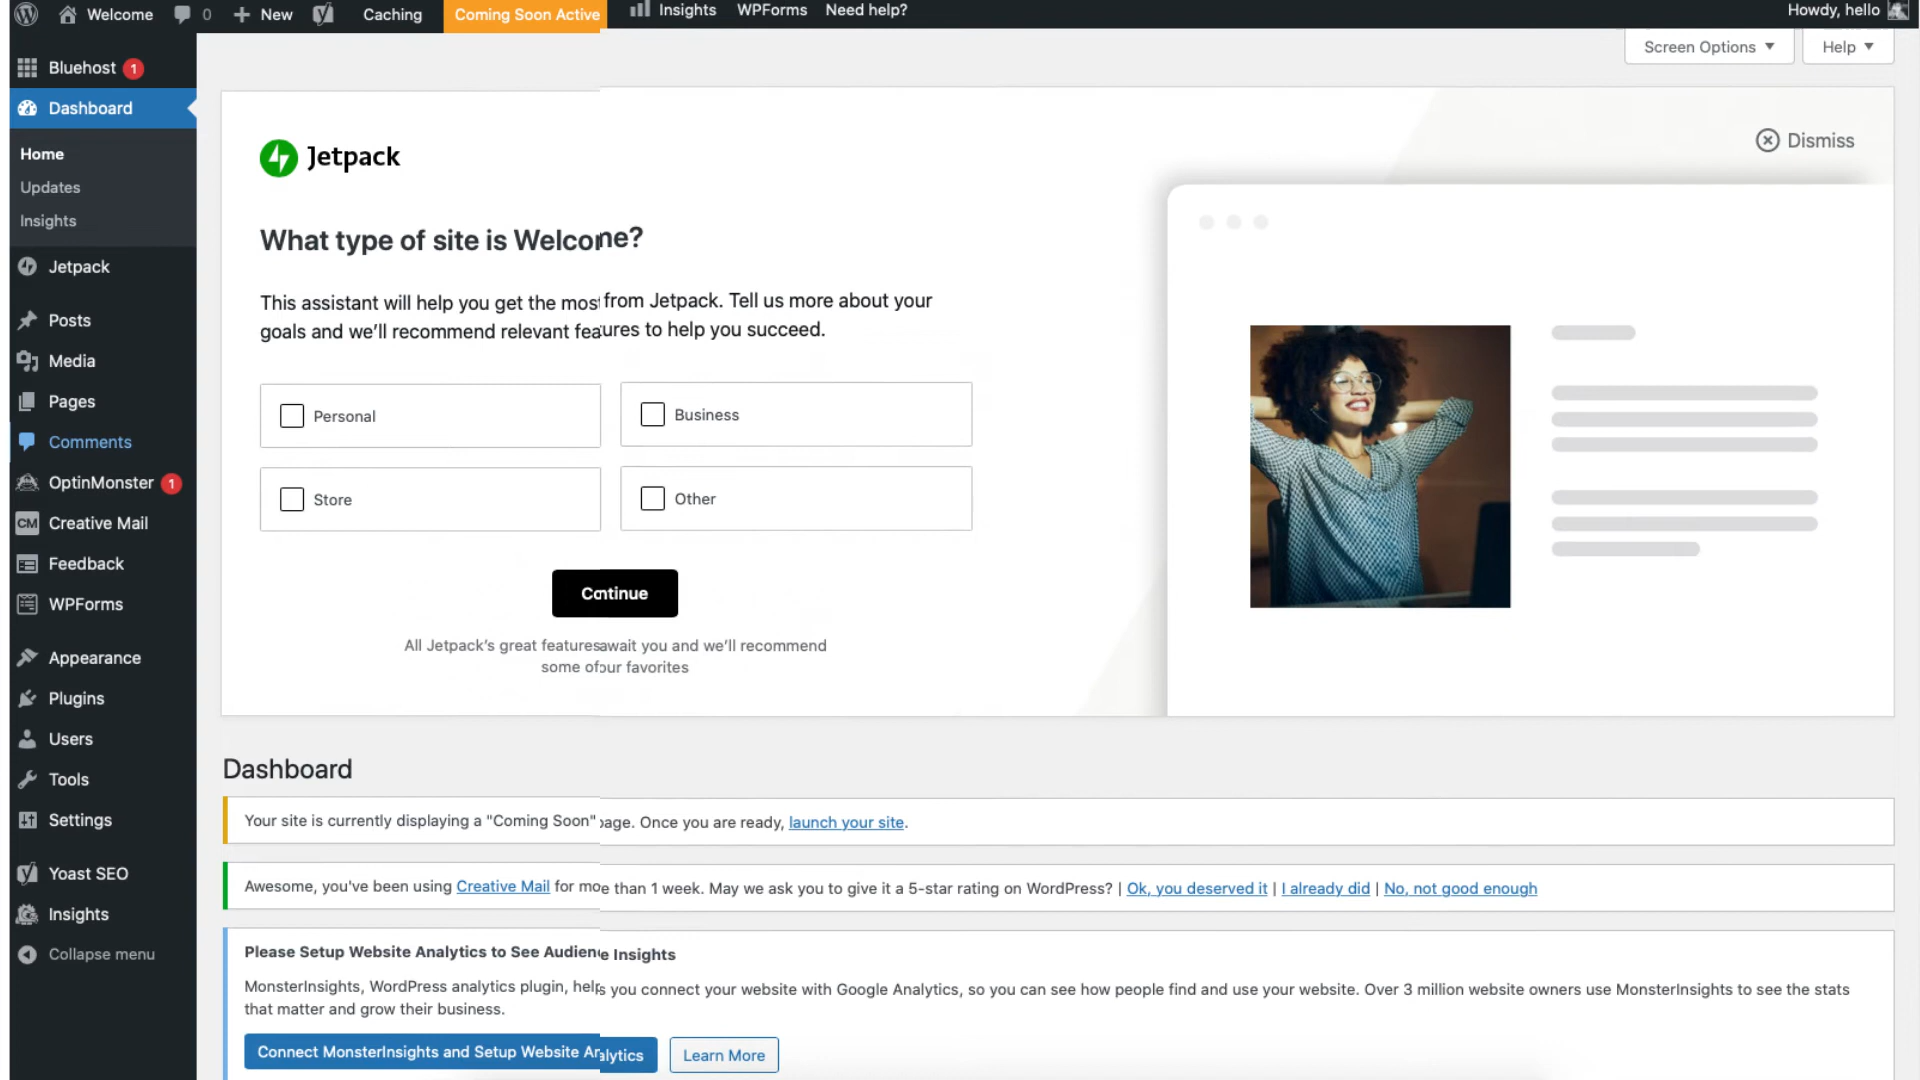 Welcome 0 New Caching Coming Soon Active Insights WPForms Need help? Howdy, hello
Screen Options Help
Bluehost 1
Dashboard
Home
Updates
Insights
Jetpack
Posts
Media
Pages
Comments
OptinMonster 1
CM Creative Mail
Feedback
WPForms
Appearance
Plugins
Users
Tools
Settings
Yoast SEO
Insights
Collapse menu
Jetpack
Dismiss
What type of site is Welcome?
This assistant will help you get the most from Jetpack. Tell us more about your
goals and we’ll recommend relevant features to help you succeed.
Personal Business
Store Other
Continue
All Jetpack’s great features await you and we’ll recommend
some of our favorites
Dashboard
Your site is currently displaying a "Coming Soon" page. Once you are ready, launch your site.
Awesome, you've been using Creative Mail for more than 1 week. May we ask you to give it a 5-star rating on WordPress? | Ok, you deserved it | I already did | No, not good enough
Please Setup Website Analytics to See Audience Insights
MonsterInsights, WordPress analytics plugin, helps you connect your website with Google Analytics, so you can see how people find and use your website. Over 3 million website owners use MonsterInsights to see the stats
that matter and grow their business.
Connect MonsterInsights and Setup Website Analytics Learn More